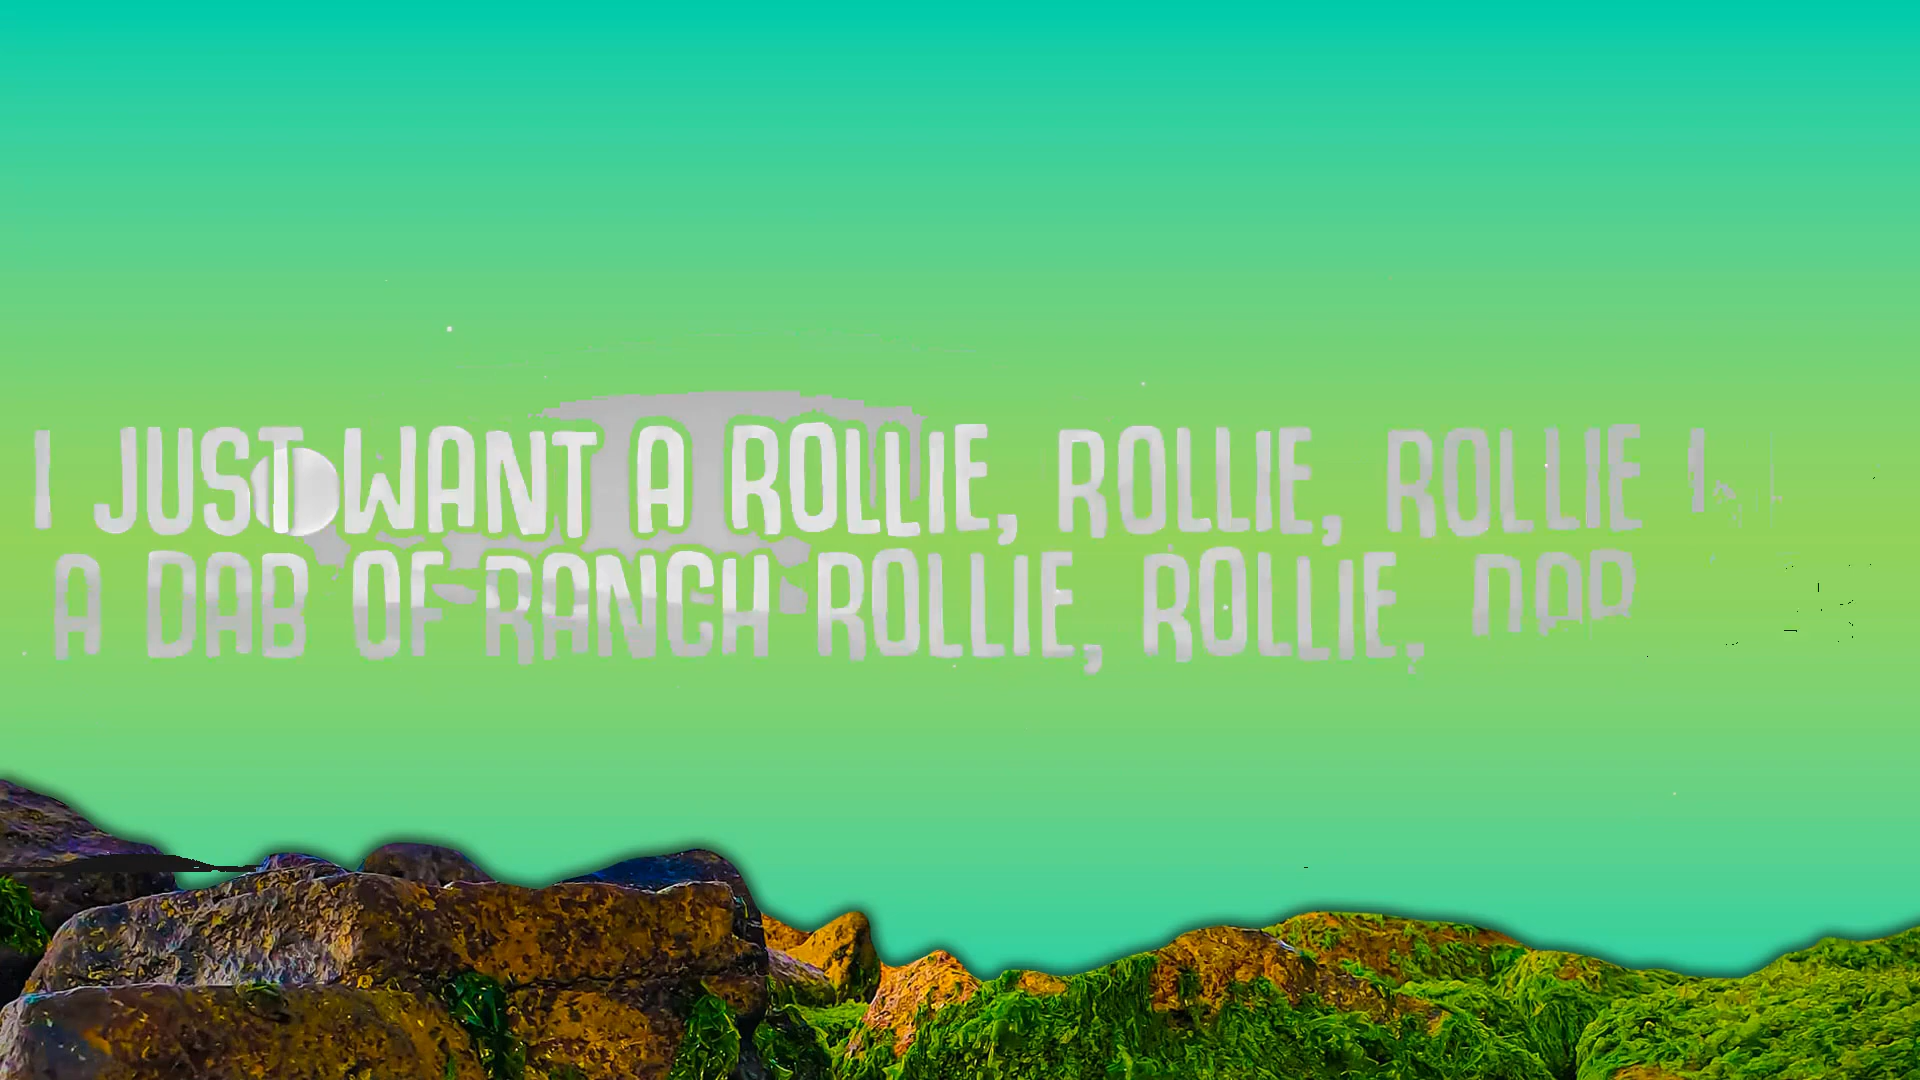 I JUST WANT A ROLLIE, ROLLIE, ROLLIE
A DAB OF RANCH ROLLIE, ROLLIE,